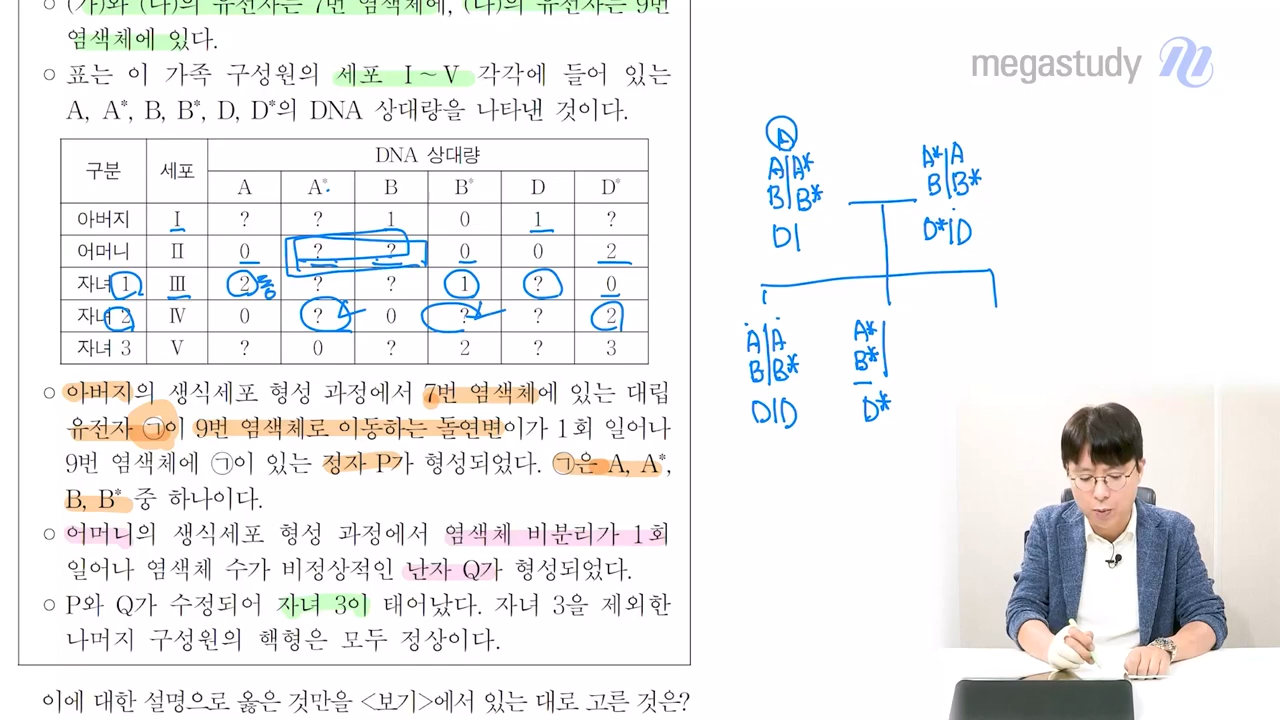 ○ (가)와 (나)의 유전자는 7번 염색체에, (다)의 유전자는 9번
염색체에 있다.
○ 표는 이 가족 구성원의 세포 Ⅰ~Ⅴ 각각에 들어 있는
A, A*, B, B*, D, D*의 DNA 상대량을 나타낸 것이다.
구분 세포 DNA 상대량
A A* B B* D D*
아버지 Ⅰ ? ? 1 0 1 ?
어머니 Ⅱ 0 ? ? 0 0 2
자녀 1 Ⅲ 2 ? ? 1 ? 0
자녀 2 Ⅳ 0 ? 0 ? ? 2
자녀 3 Ⅴ ? 0 ? 2 ? 3
○ 아버지의 생식세포 형성 과정에서 7번 염색체에 있는 대립
유전자 ㉠이 9번 염색체로 이동하는 돌연변이가 1회 일어나
9번 염색체에 ㉠이 있는 정자 P가 형성되었다. ㉠은 A, A*,
B, B* 중 하나이다.
○ 어머니의 생식세포 형성 과정에서 염색체 비분리가 1회
일어나 염색체 수가 비정상적인 난자 Q가 형성되었다.
○ P와 Q가 수정되어 자녀 3이 태어났다. 자녀 3을 제외한
나머지 구성원의 핵형은 모두 정상이다.
이에 대한 설명으로 옳은 것만을 <보기>에서 있는 대로 고른 것은?
megastudy
A
A|A*
B|B*
D|
A*|A
B|B*
D*|D
A|A
B|B*
D|D
A*|
B*|
D*